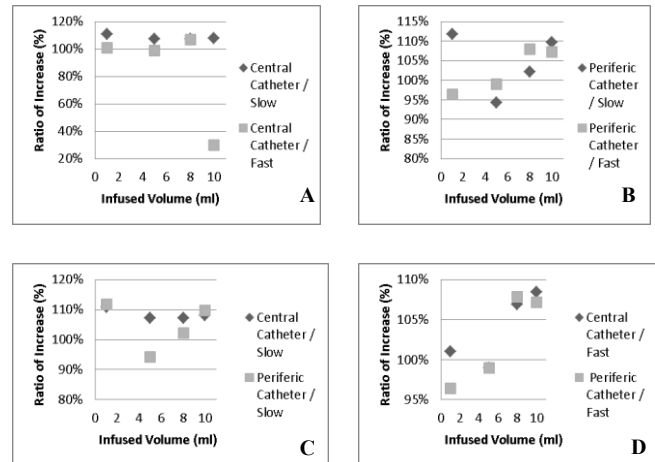 120%
100%
80%
60%
40%
20%
0 2 4 6 8 10
Ratio of Increase (%)
Infused Volume (ml)
Central
Catheter /
Slow
Central
Catheter /
Fast
A
115%
110%
105%
100%
95%
90%
85%
80%
0 2 4 6 8 10
Ratio of Increase (%)
Infused Volume (ml)
Periferic
Catheter
/ Slow
Periferic
Catheter
/ Fast
B
120%
110%
100%
90%
80%
0 2 4 6 8 10
Ratio of Increase (%)
Infused Volume (ml)
Central
Catheter /
Slow
Periferic
Catheter /
Slow
C
110%
105%
100%
95%
0 2 4 6 8 10
Ratio of Increase (%)
Infused Volume (ml)
Central
Catheter /
Fast
Periferic
Catheter /
Fast
D